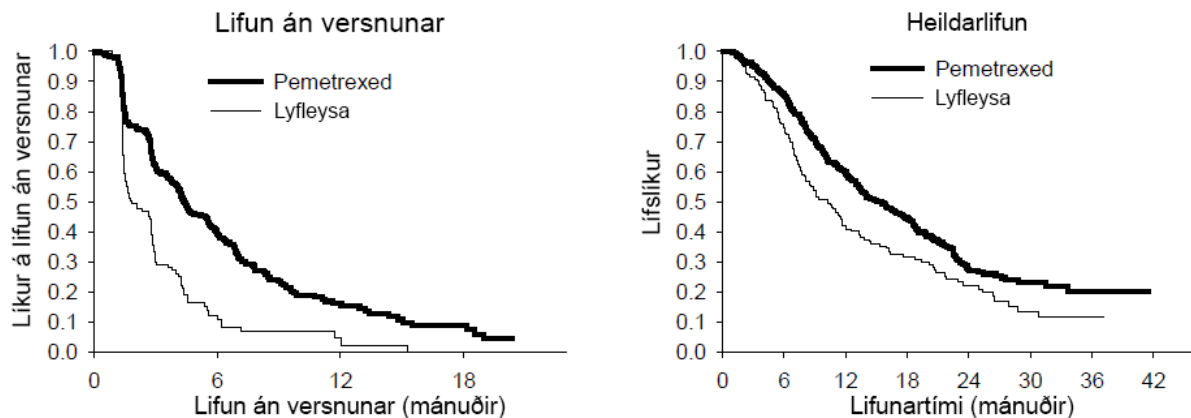 Lifun án versnunar
Líkur á lifun án versnunar
1.0
0.9
0.8
0.7
0.6
0.5
0.4
0.3
0.2
0.1
0.0
Pemetrexed
Lyfleysa
0 6 12 18
Lifun án versnunar (mánuðir)
Heildarlifun
Lífslíkur
1.0
0.9
0.8
0.7
0.6
0.5
0.4
0.3
0.2
0.1
0.0
Pemetrexed
Lyfleysa
0 6 12 18 24 30 36 42
Lifunartími (mánuðir)